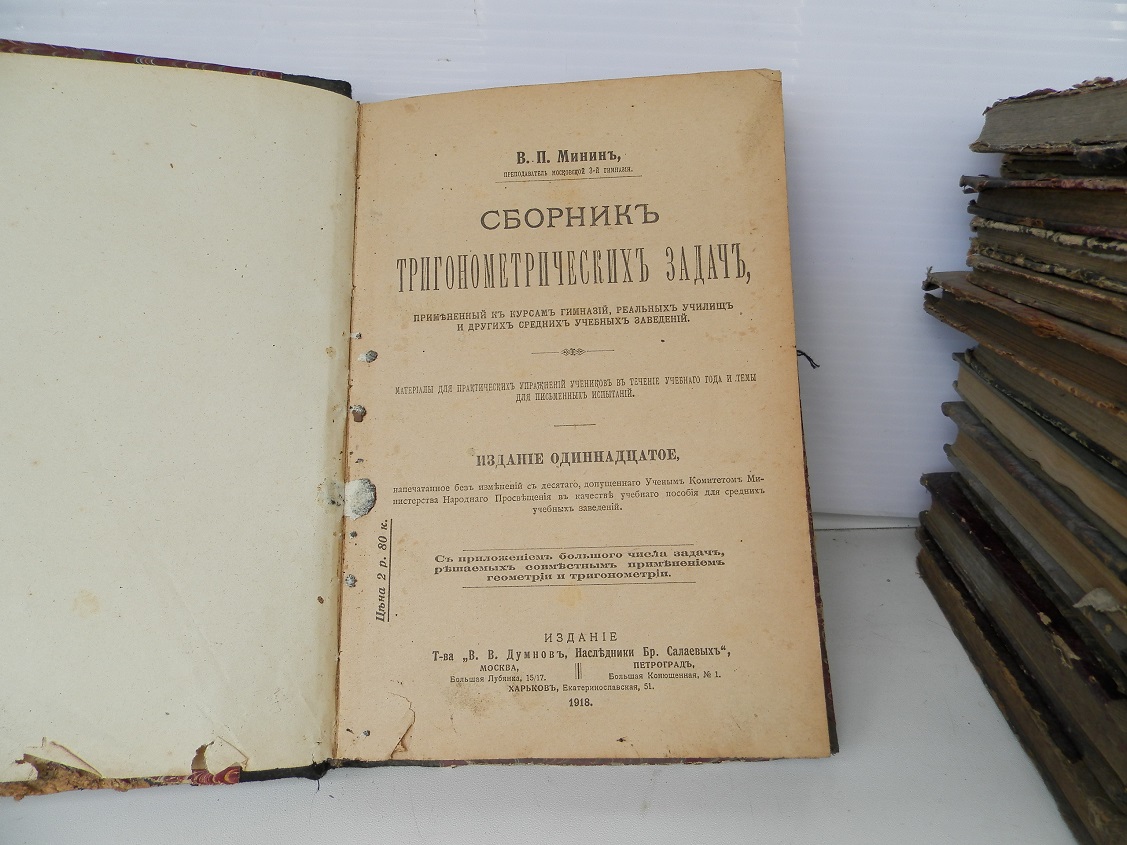 В. П. Мининъ,
ПРЕПОДАВАТЕЛЬ МОСКОВСКОЙ 3-Й ГИМНАЗІИ.
СБОРНИКЪ
ТРИГОНОМЕТРИЧЕСКИХЪ ЗАДАЧЪ,
ПРИМѢНЕННЫЙ КЪ КУРСАМЪ ГИМНАЗІЙ, РЕАЛЬНЫХЪ УЧИЛИЩЪ
И ДРУГИХЪ СРЕДНИХЪ УЧЕБНЫХЪ ЗАВЕДЕНІЙ.
МАТЕРІАЛЫ ДЛЯ ПРАКТИЧЕСКИХЪ УПРАЖНЕНІЙ УЧЕНИКОВЪ ВЪ ТЕЧЕНІЕ УЧЕБНАГО ГОДА И ТЕМЫ
ДЛЯ ПИСЬМЕННЫХЪ ИСПЫТАНІЙ.
ИЗДАНІЕ ОДИННАДЦАТОЕ,
напечатанное безъ измѣненій съ десятаго, допущеннаго Ученымъ Комитетомъ Ми-
нистерства Народнаго Просвѣщенія въ качествѣ учебнаго пособія для среднихъ
учебныхъ заведеній.
Съ приложеніемъ большого числа задачъ,
рѣшаемыхъ совмѣстнымъ примѣненіемъ
геометріи и тригонометріи.
Цѣна 2 р. 80 к.
ИЗДАНІЕ
Т-ва „В. В. Думновъ, Наслѣдники Бр. Салаевыхъ“,
МОСКВА, ПЕТРОГРАДЪ,
Большая Лубянка, 15/17. Большая Конюшенная, № 1.
ХАРЬКОВЪ, Екатеринославская, 51.
1918.